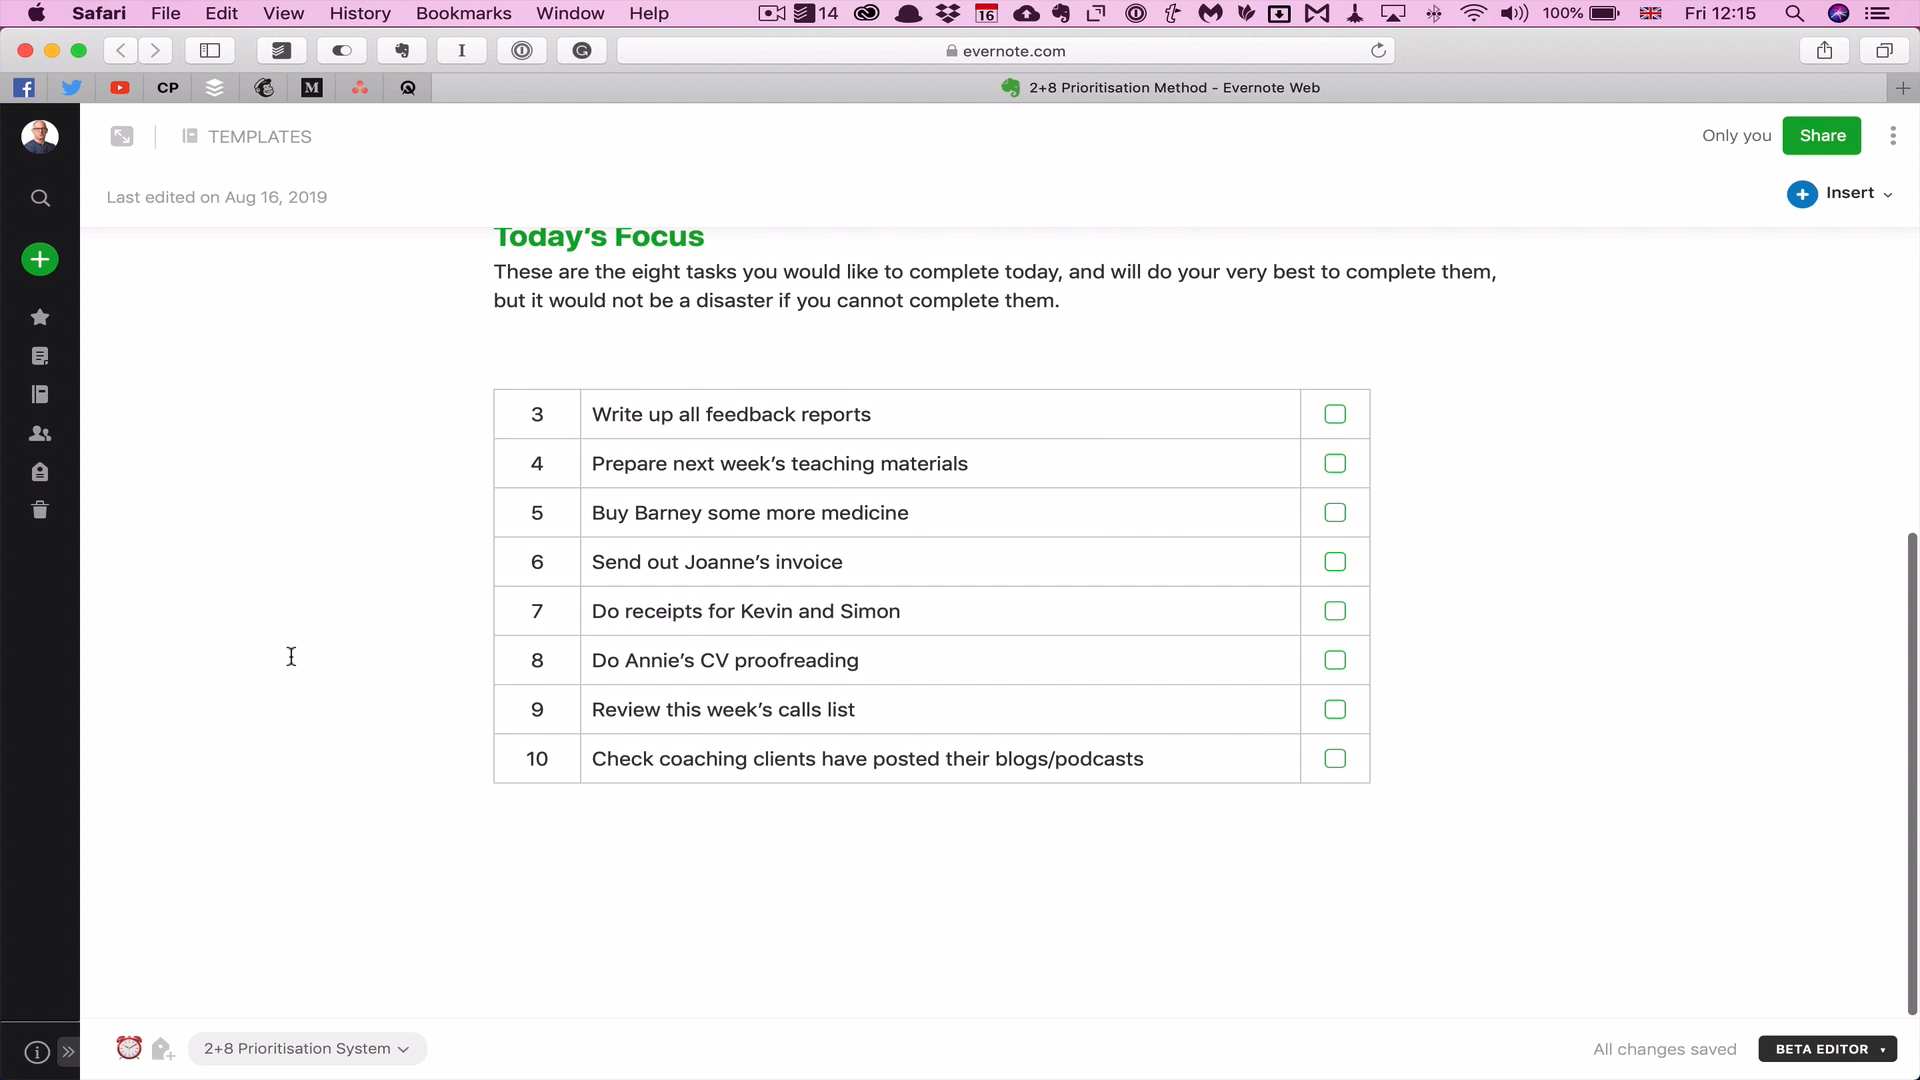 Safari File Edit View History Bookmarks Window Help 14 16 100% Fri 12:15
evernote.com
CP M 2+8 Prioritisation Method - Evernote Web
TEMPLATES Only you Share
Last edited on Aug 16, 2019 Insert
Today's Focus
These are the eight tasks you would like to complete today, and will do your very best to complete them,
but it would not be a disaster if you cannot complete them.
3 Write up all feedback reports
4 Prepare next week's teaching materials
5 Buy Barney some more medicine
6 Send out Joanne's invoice
7 Do receipts for Kevin and Simon
8 Do Annie's CV proofreading
9 Review this week's calls list
10 Check coaching clients have posted their blogs/podcasts
2+8 Prioritisation System All changes saved BETA EDITOR